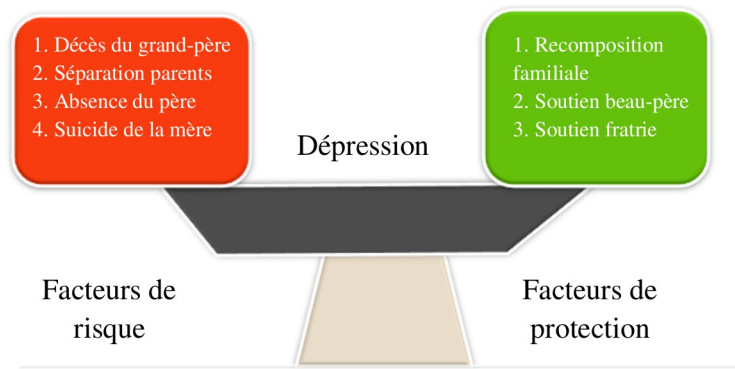 1. Décès du grand-père
2. Séparation parents
3. Absence du père
4. Suicide de la mère
1. Recomposition
familiale
2. Soutien beau-père
3. Soutien fratrie
Dépression
Facteurs de
risque
Facteurs de
protection